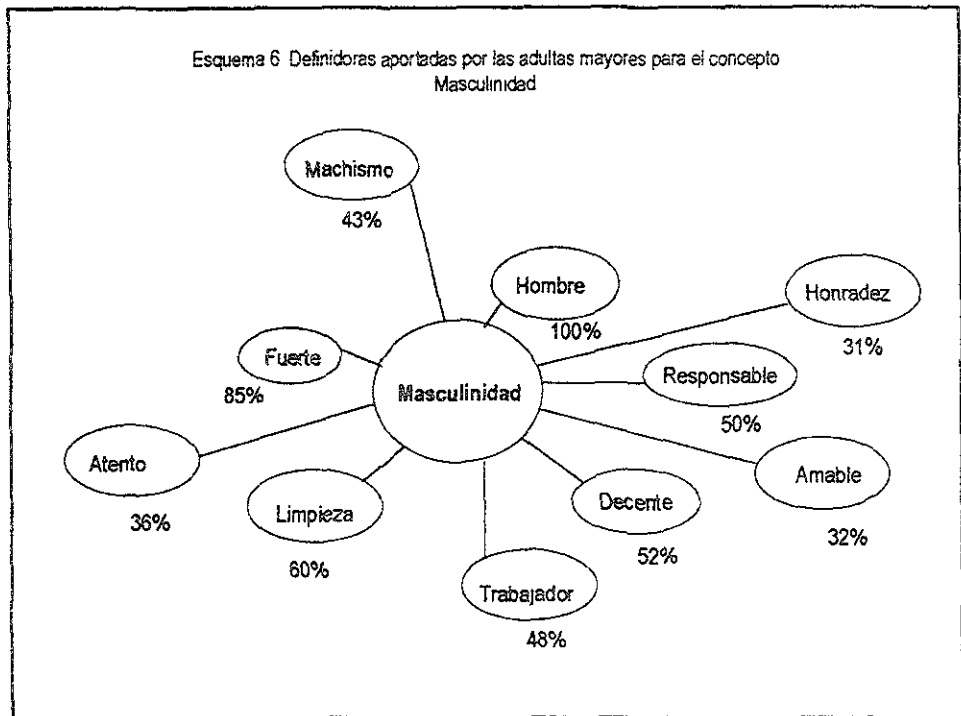 Esquema 6 Definidoras aportadas por las adultas mayores para el concepto
Masculinidad
Machismo
43%
Hombre
100%
Honradez
31%
Fuerte
85%
Masculinidad
Responsable
50%
Atento
36%
Limpieza
60%
Decente
52%
Amable
32%
Trabajador
48%